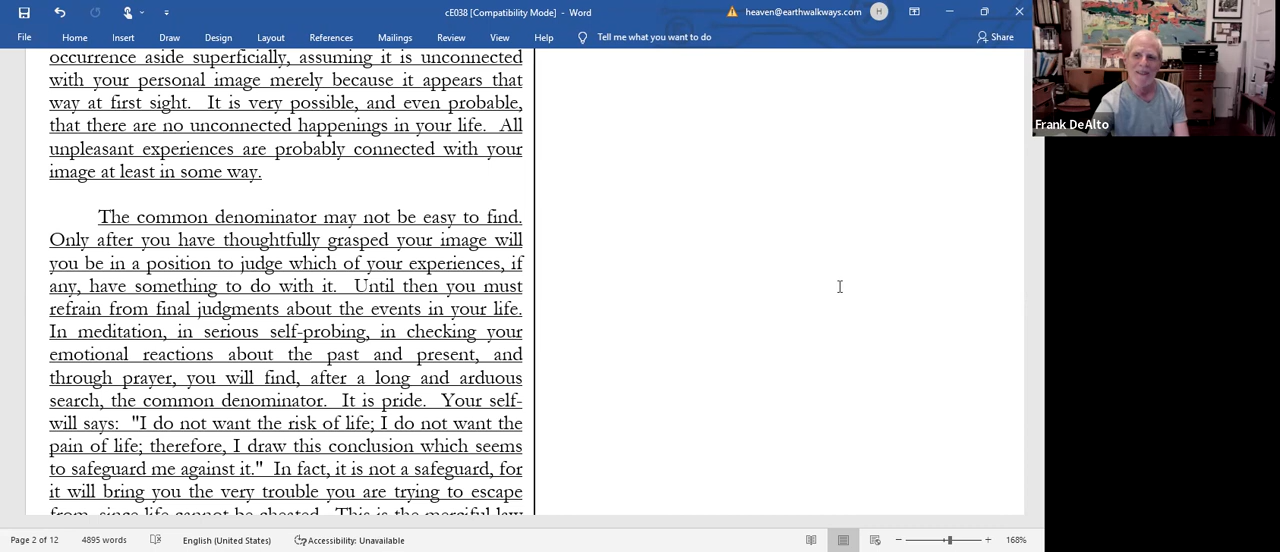 cE038 [Compatibility Mode] - Word
heaven@earthwalkways.com
H
File Home Insert Draw Design Layout References Mailings Review View Help Tell me what you want to do Share
occurrence aside superficially, assuming it is unconnected
with your personal image merely because it appears that
way at first sight. It is very possible, and even probable,
that there are no unconnected happenings in your life. All
unpleasant experiences are probably connected with your
image at least in some way.
The common denominator may not be easy to find.
Only after you have thoughtfully grasped your image will
you be in a position to judge which of your experiences, if
any, have something to do with it. Until then you must
refrain from final judgments about the events in your life.
In meditation, in serious self-probing, in checking your
emotional reactions about the past and present, and
through prayer, you will find, after a long and arduous
search, the common denominator. It is pride. Your self-
will says: "I do not want the risk of life; I do not want the
pain of life; therefore, I draw this conclusion which seems
to safeguard me against it." In fact, it is not a safeguard, for
it will bring you the very trouble you are trying to escape
from, since life cannot be cheated. This is the merciful law
Frank DeAlto
Page 2 of 12 4895 words English (United States) Accessibility: Unavailable 168%